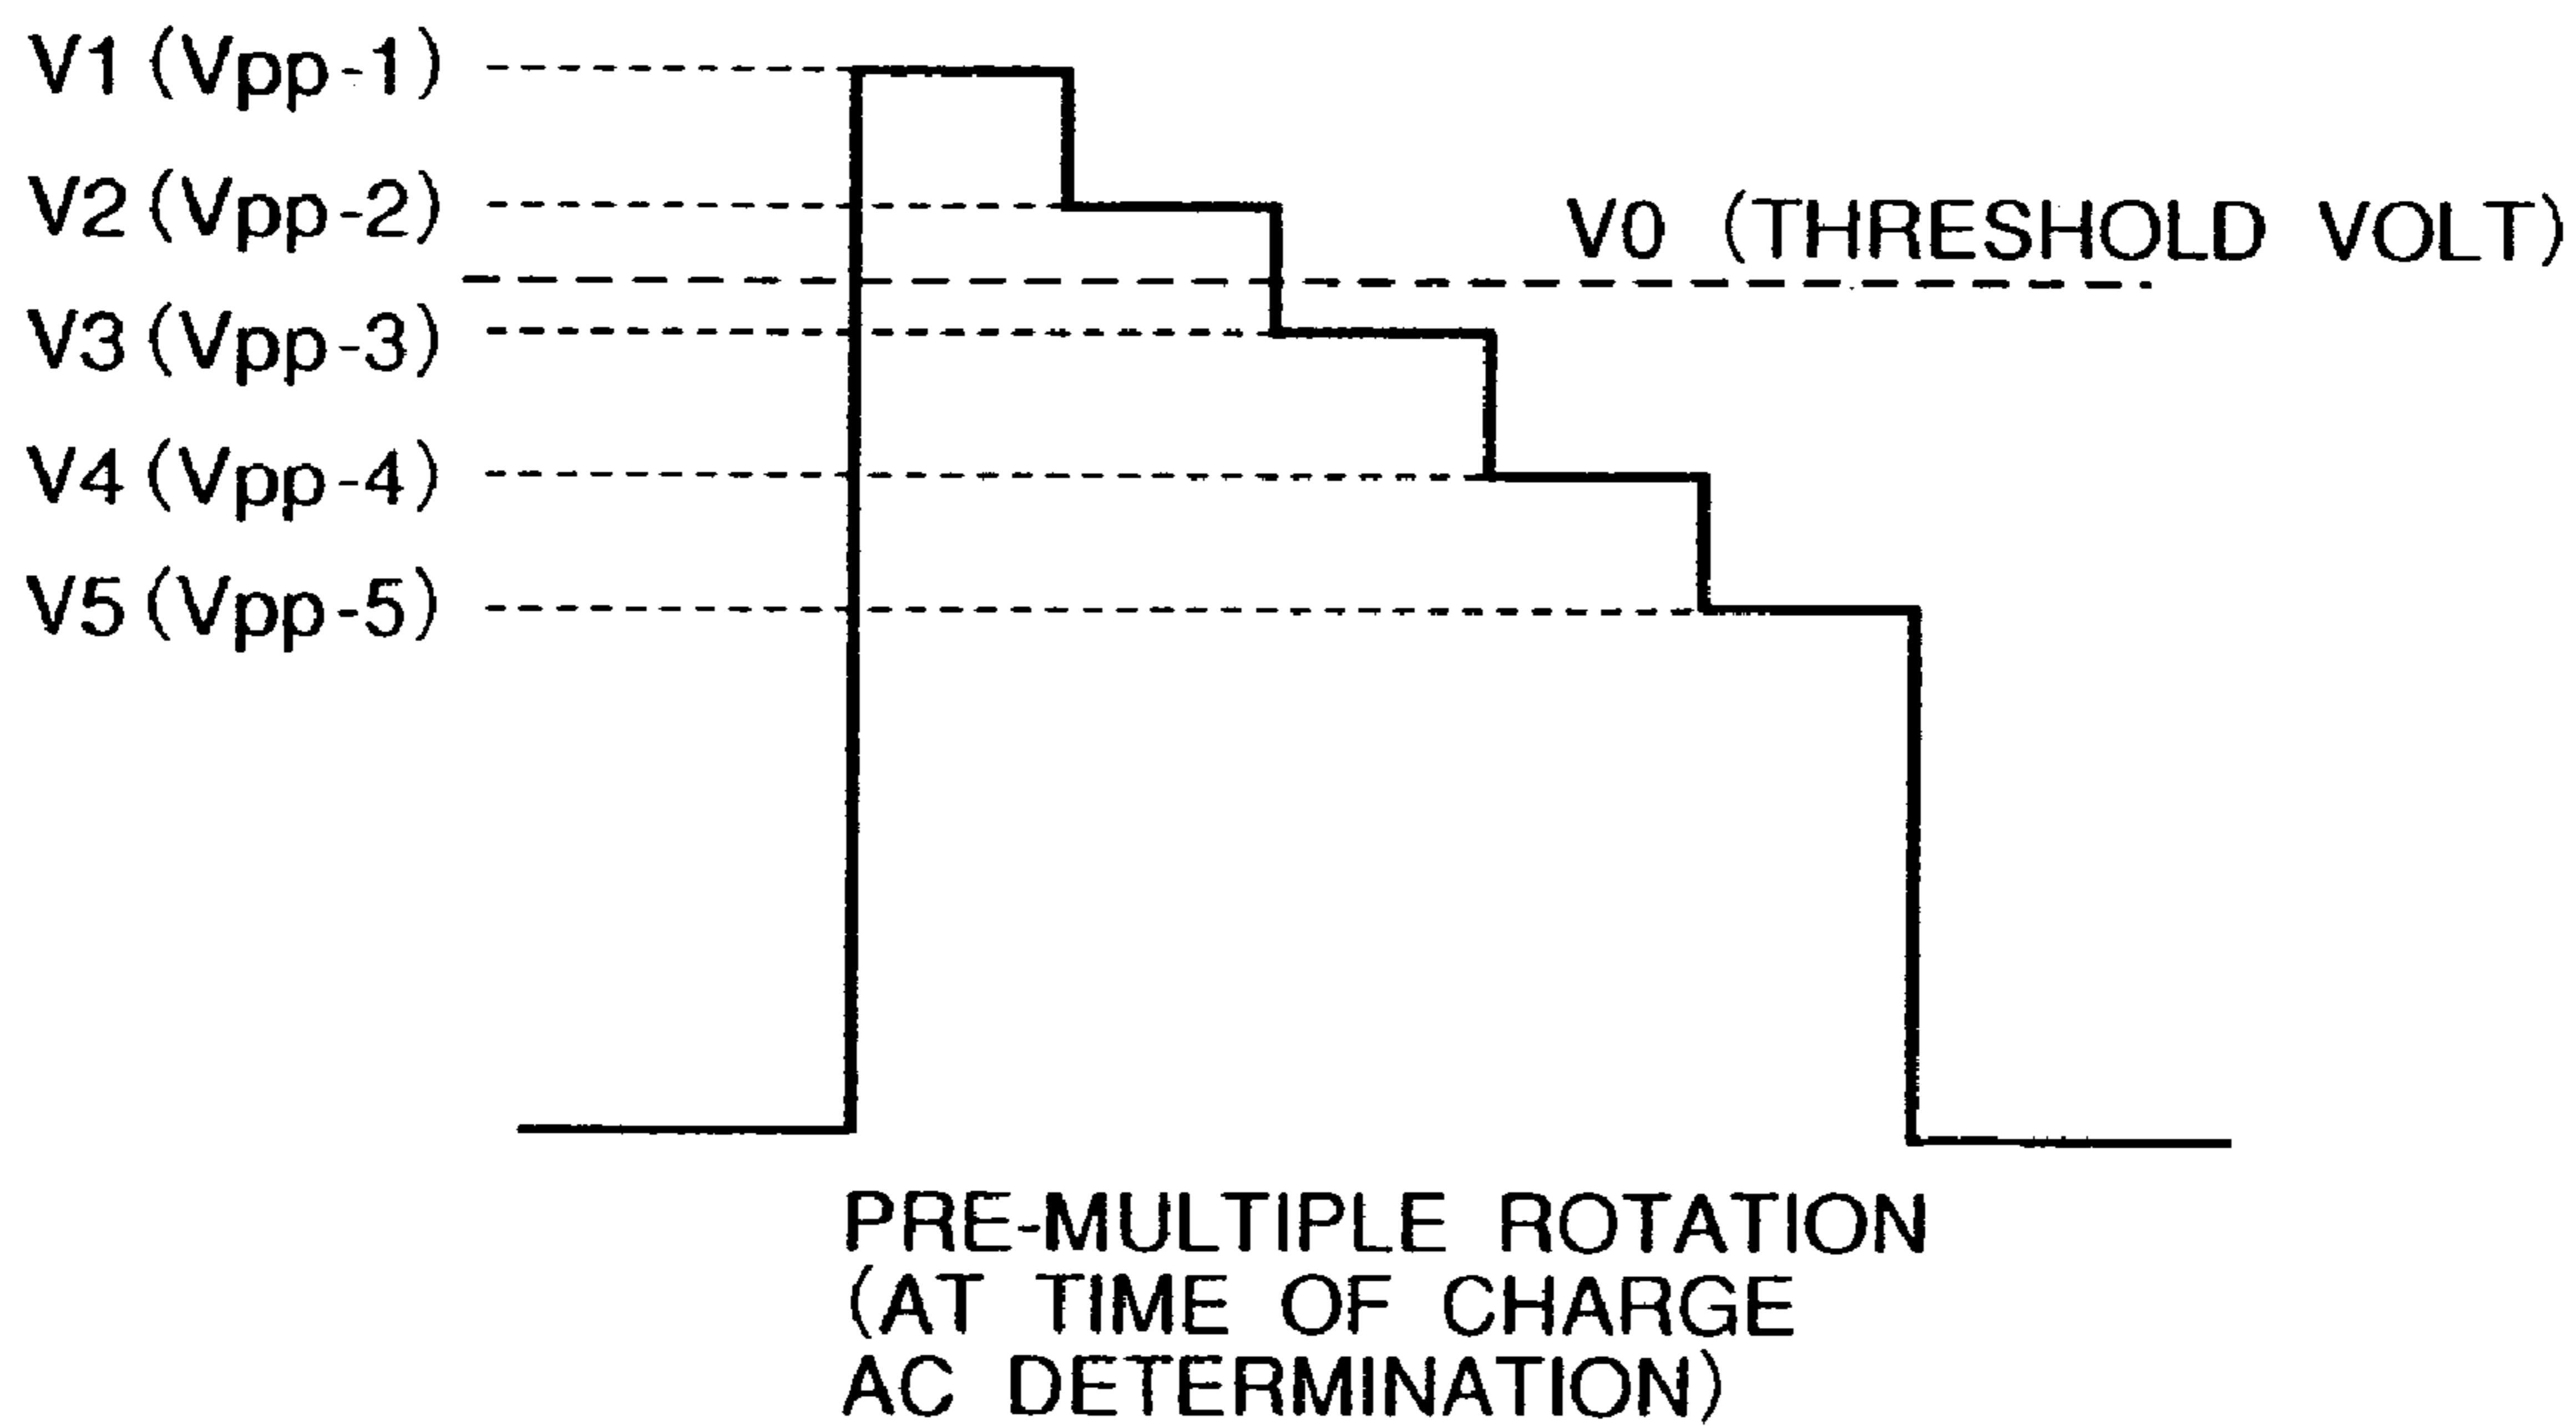 V1 (Vpp-1)
V2 (Vpp-2)
V0 (THRESHOLD VOLT)
V3 (Vpp-3)
V4 (Vpp-4)
V5 (Vpp-5)
PRE-MULTIPLE ROTATION
(AT TIME OF CHARGE
AC DETERMINATION)